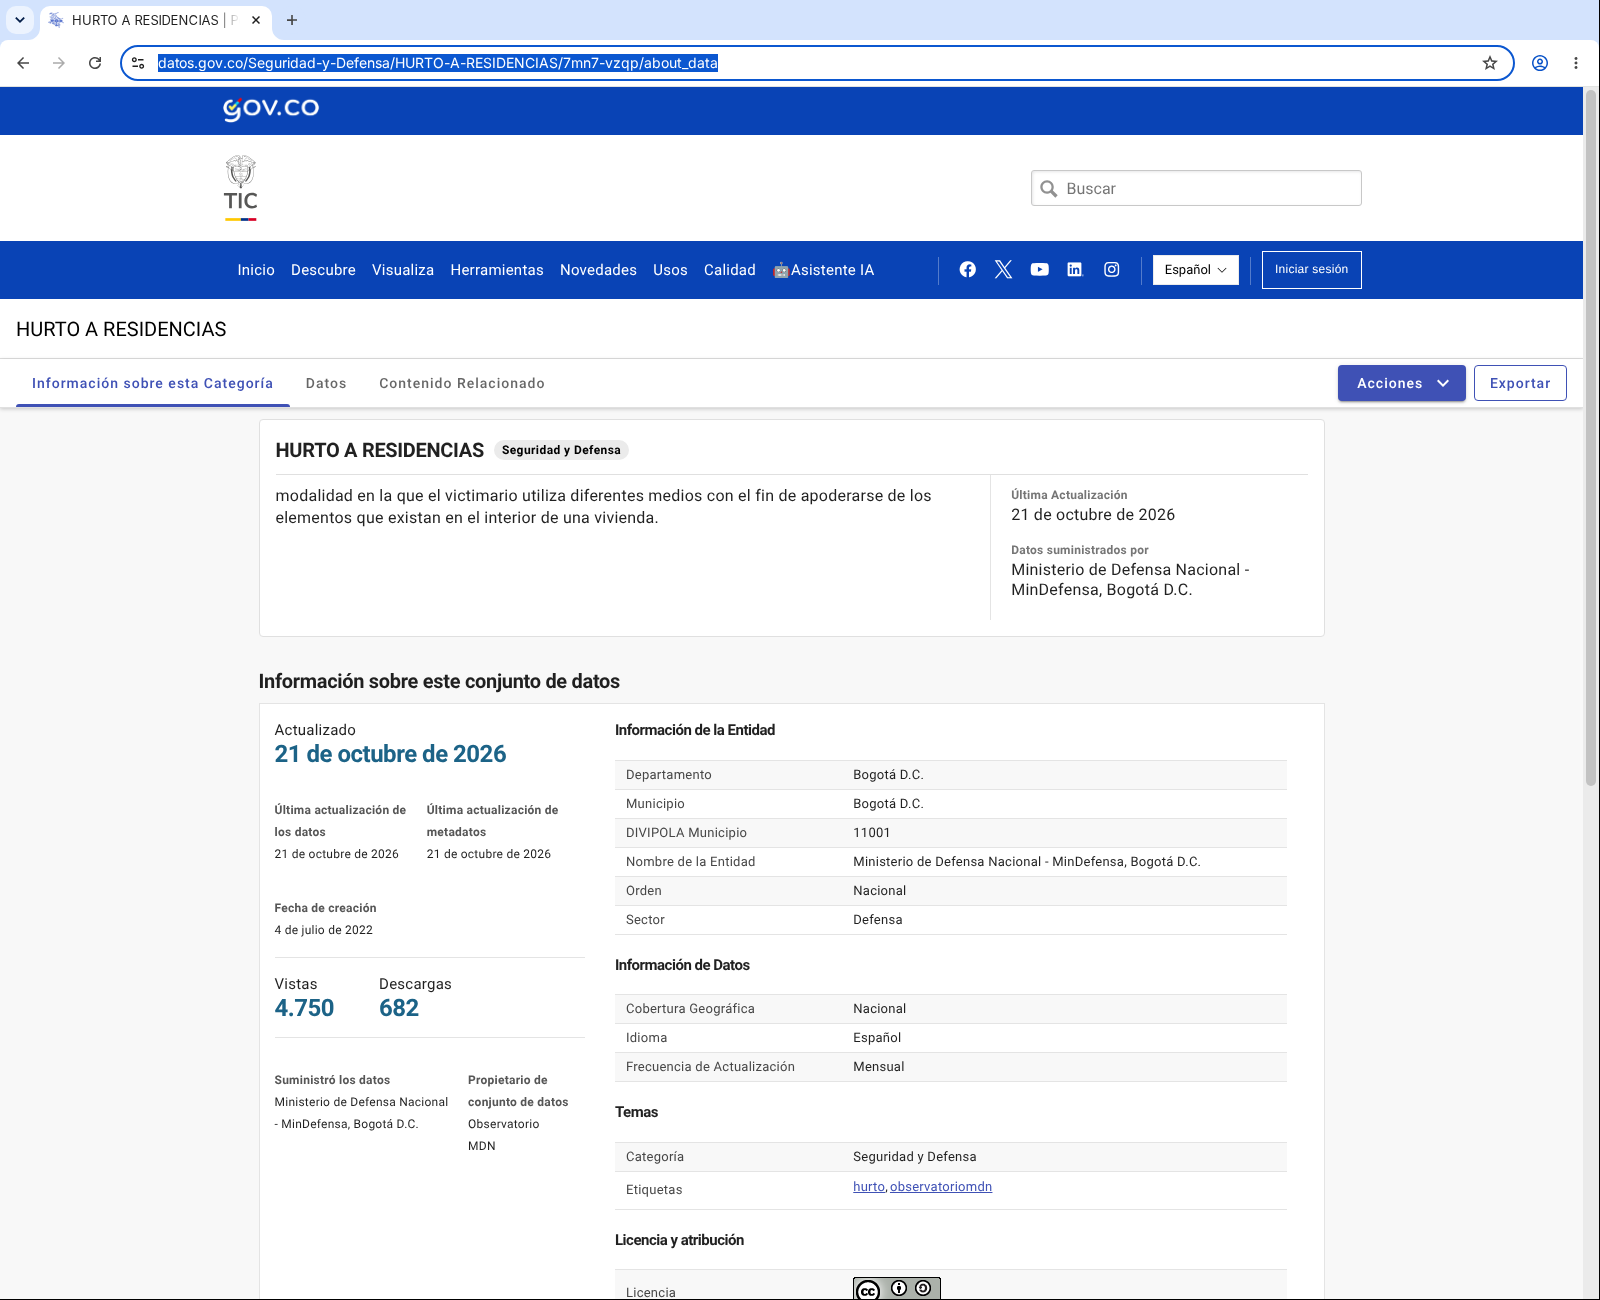 HURTO A RESIDENCIAS | P
datos.gov.co/Seguridad-y-Defensa/HURTO-A-RESIDENCIAS/7mn7-vzqp/about_data
GOV.CO
TIC
Buscar
Inicio Descubre Visualiza Herramientas Novedades Usos Calidad 🤖Asistente IA
Español
Iniciar sesión
HURTO A RESIDENCIAS
Información sobre esta Categoría Datos Contenido Relacionado
Acciones Exportar
HURTO A RESIDENCIAS Seguridad y Defensa
modalidad en la que el victimario utiliza diferentes medios con el fin de apoderarse de los
elementos que existan en el interior de una vivienda.
Última Actualización
21 de octubre de 2026
Datos suministrados por
Ministerio de Defensa Nacional -
MinDefensa, Bogotá D.C.
Información sobre este conjunto de datos
Actualizado
21 de octubre de 2026
Última actualización de
los datos
21 de octubre de 2026
Última actualización de
metadatos
21 de octubre de 2026
Fecha de creación
4 de julio de 2022
Vistas
4.750
Descargas
682
Suministró los datos
Ministerio de Defensa Nacional
- MinDefensa, Bogotá D.C.
Propietario de
conjunto de datos
Observatorio
MDN
Información de la Entidad
Departamento Bogotá D.C.
Municipio Bogotá D.C.
DIVIPOLA Municipio 11001
Nombre de la Entidad Ministerio de Defensa Nacional - MinDefensa, Bogotá D.C.
Orden Nacional
Sector Defensa
Información de Datos
Cobertura Geográfica Nacional
Idioma Español
Frecuencia de Actualización Mensual
Temas
Categoría Seguridad y Defensa
Etiquetas hurto, observatoriomdn
Licencia y atribución
Licencia cc